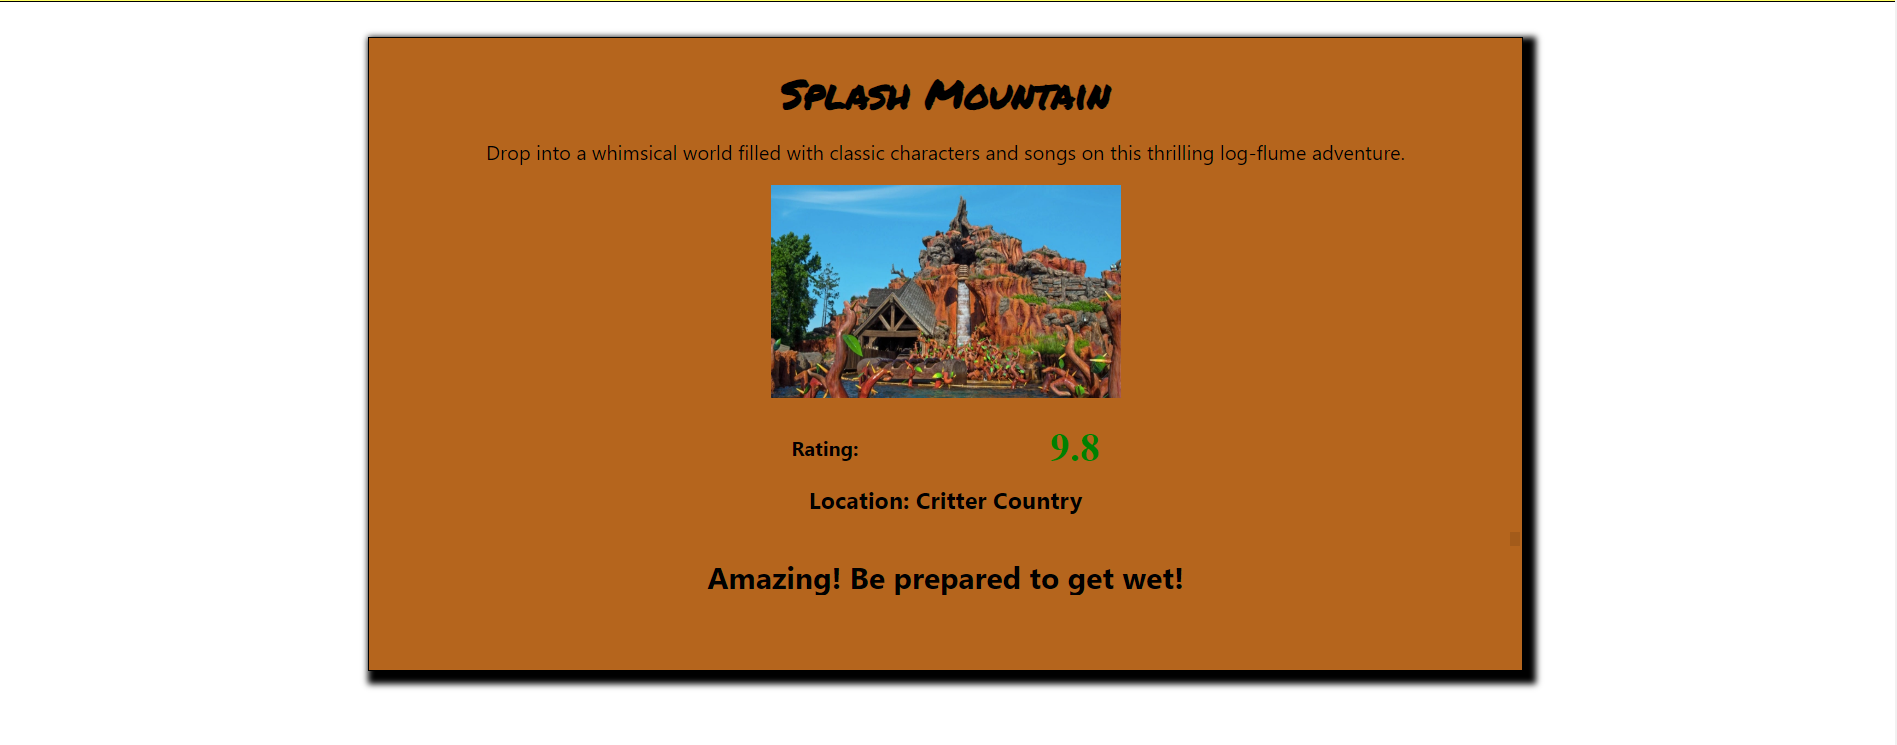 Splash Mountain
Drop into a whimsical world filled with classic characters and songs on this thrilling log-flume adventure.
Rating: 9.8
Location: Critter Country
Amazing! Be prepared to get wet!